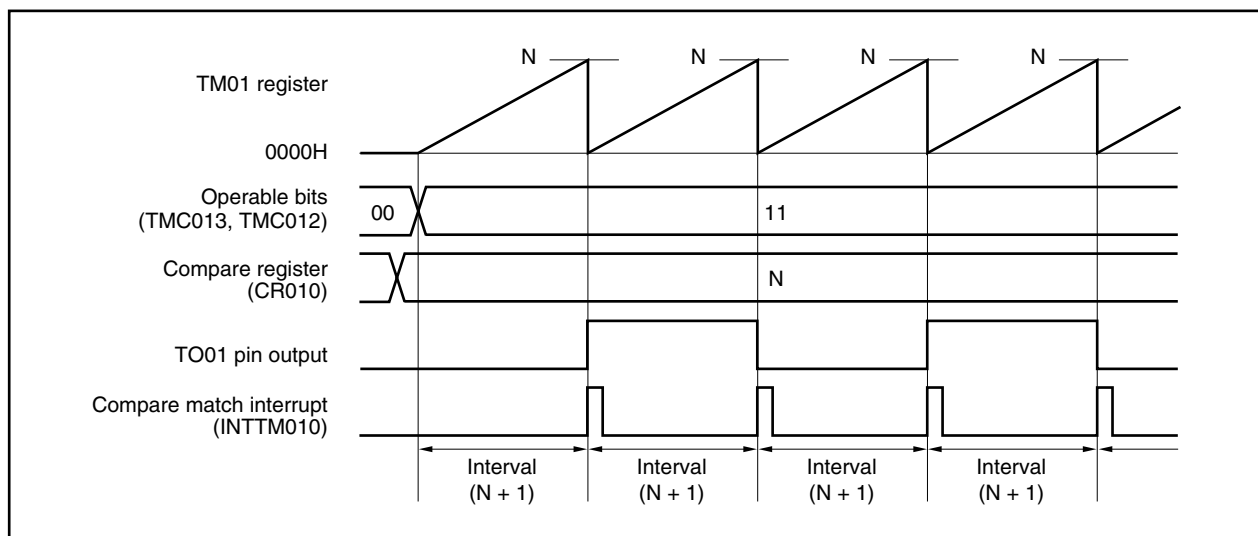 N N N N
TM01 register
0000H
Operable bits
(TMC013, TMC012)
00 11
Compare register
(CR010)
N
TO01 pin output
Compare match interrupt
(INTTM010)
Interval
(N + 1)
Interval
(N + 1)
Interval
(N + 1)
Interval
(N + 1)